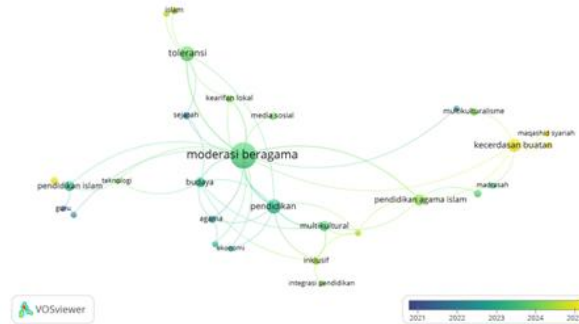 islam
toleransi
kearifan lokal
media sosial
sejarah
multikulturalisme
maqashid syariah
kecerdasan buatan
moderasi beragama
teknologi
pendidikan islam
budaya
madrasah
guru
pendidikan
pendidikan agama islam
agama
multikultural
ekonomi
inklusif
integrasi pendidikan
VOSviewer
2021 2022 2023 2024